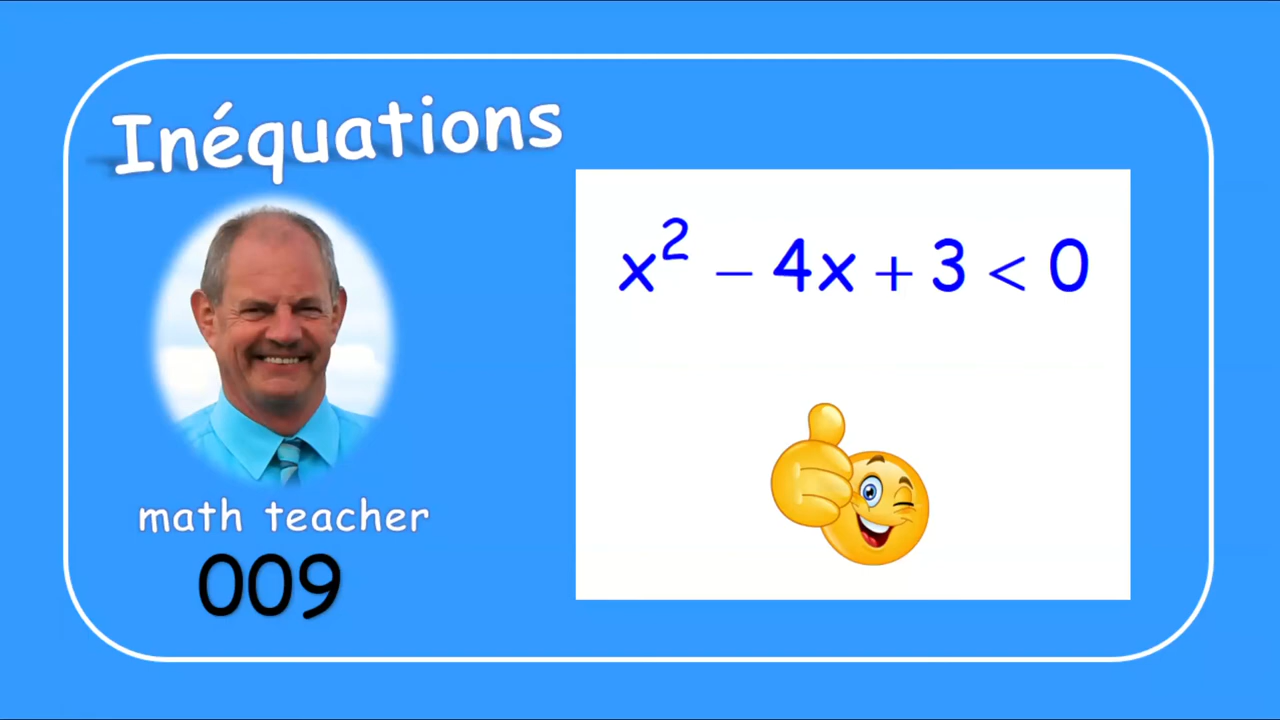 Inéquations
x² – 4x + 3 < 0
math teacher
009